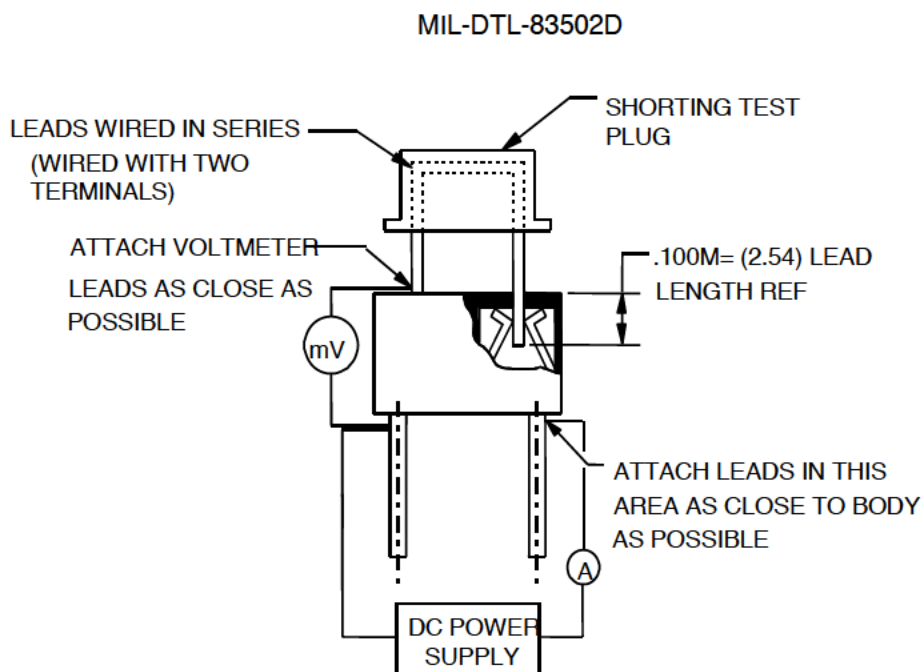 MIL-DTL-83502D
SHORTING TEST
PLUG
LEADS WIRED IN SERIES
(WIRED WITH TWO
TERMINALS)
ATTACH VOLTMETER
LEADS AS CLOSE AS
POSSIBLE
.100M= (2.54) LEAD
LENGTH REF
mV
ATTACH LEADS IN THIS
AREA AS CLOSE TO BODY
AS POSSIBLE
A
DC POWER
SUPPLY